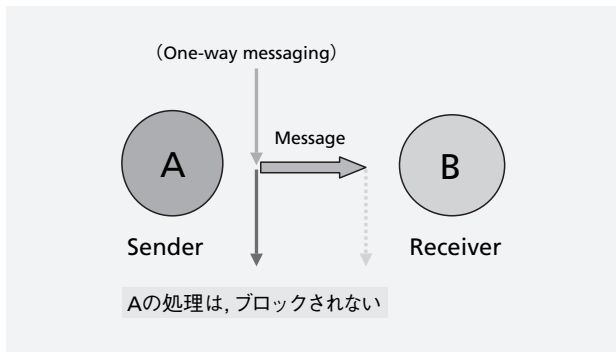 （One-way messaging）
Message
A
B
Sender
Receiver
Aの処理は，ブロックされない